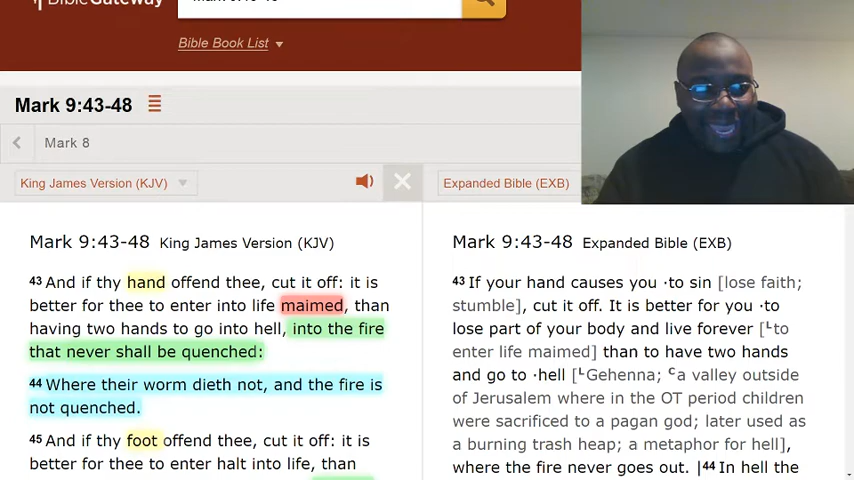 BibleGateway
Bible Book List
Mark 9:43-48
Mark 8
King James Version (KJV)
Expanded Bible (EXB)
Mark 9:43-48 King James Version (KJV)
43 And if thy hand offend thee, cut it off: it is
better for thee to enter into life maimed, than
having two hands to go into hell, into the fire
that never shall be quenched:
44 Where their worm dieth not, and the fire is
not quenched.
45 And if thy foot offend thee, cut it off: it is
better for thee to enter halt into life, than
Mark 9:43-48 Expanded Bible (EXB)
43 If your hand causes you ·to sin [lose faith;
stumble], cut it off. It is better for you ·to
lose part of your body and live forever [ᴸto
enter life maimed] than to have two hands
and go to ·hell [ᴸGehenna; ᶜa valley outside
of Jerusalem where in the OT period children
were sacrificed to a pagan god; later used as
a burning trash heap; a metaphor for hell],
where the fire never goes out. |44 In hell the